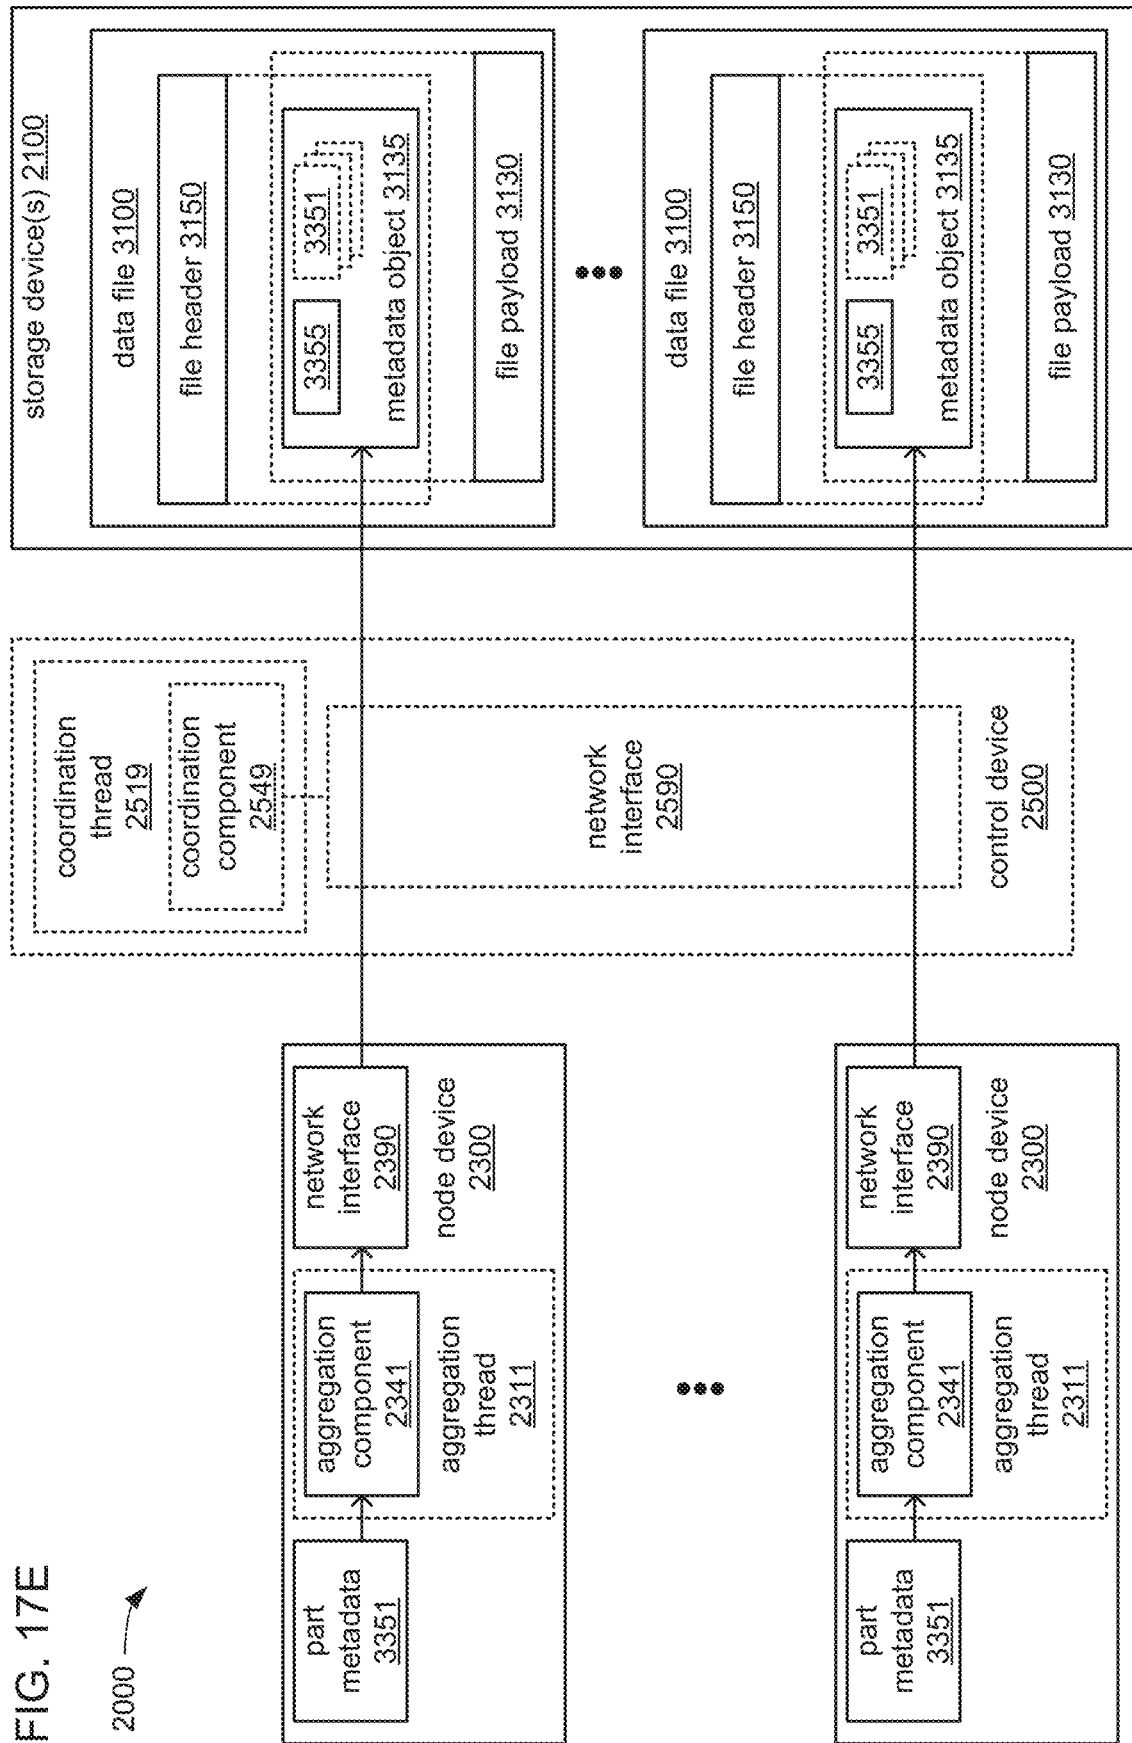 FIG. 17E
2000
part
metadata
3351
aggregation
component
2341
aggregation
thread
2311
network
interface
2390
node device
2300
part
metadata
3351
aggregation
component
2341
aggregation
thread
2311
network
interface
2390
node device
2300
coordination
thread
2519
coordination
component
2549
network
interface
2590
control device
2500
storage device(s) 2100
data file 3100
file header 3150
3355
3351
metadata object 3135
file payload 3130
data file 3100
file header 3150
3355
3351
metadata object 3135
file payload 3130